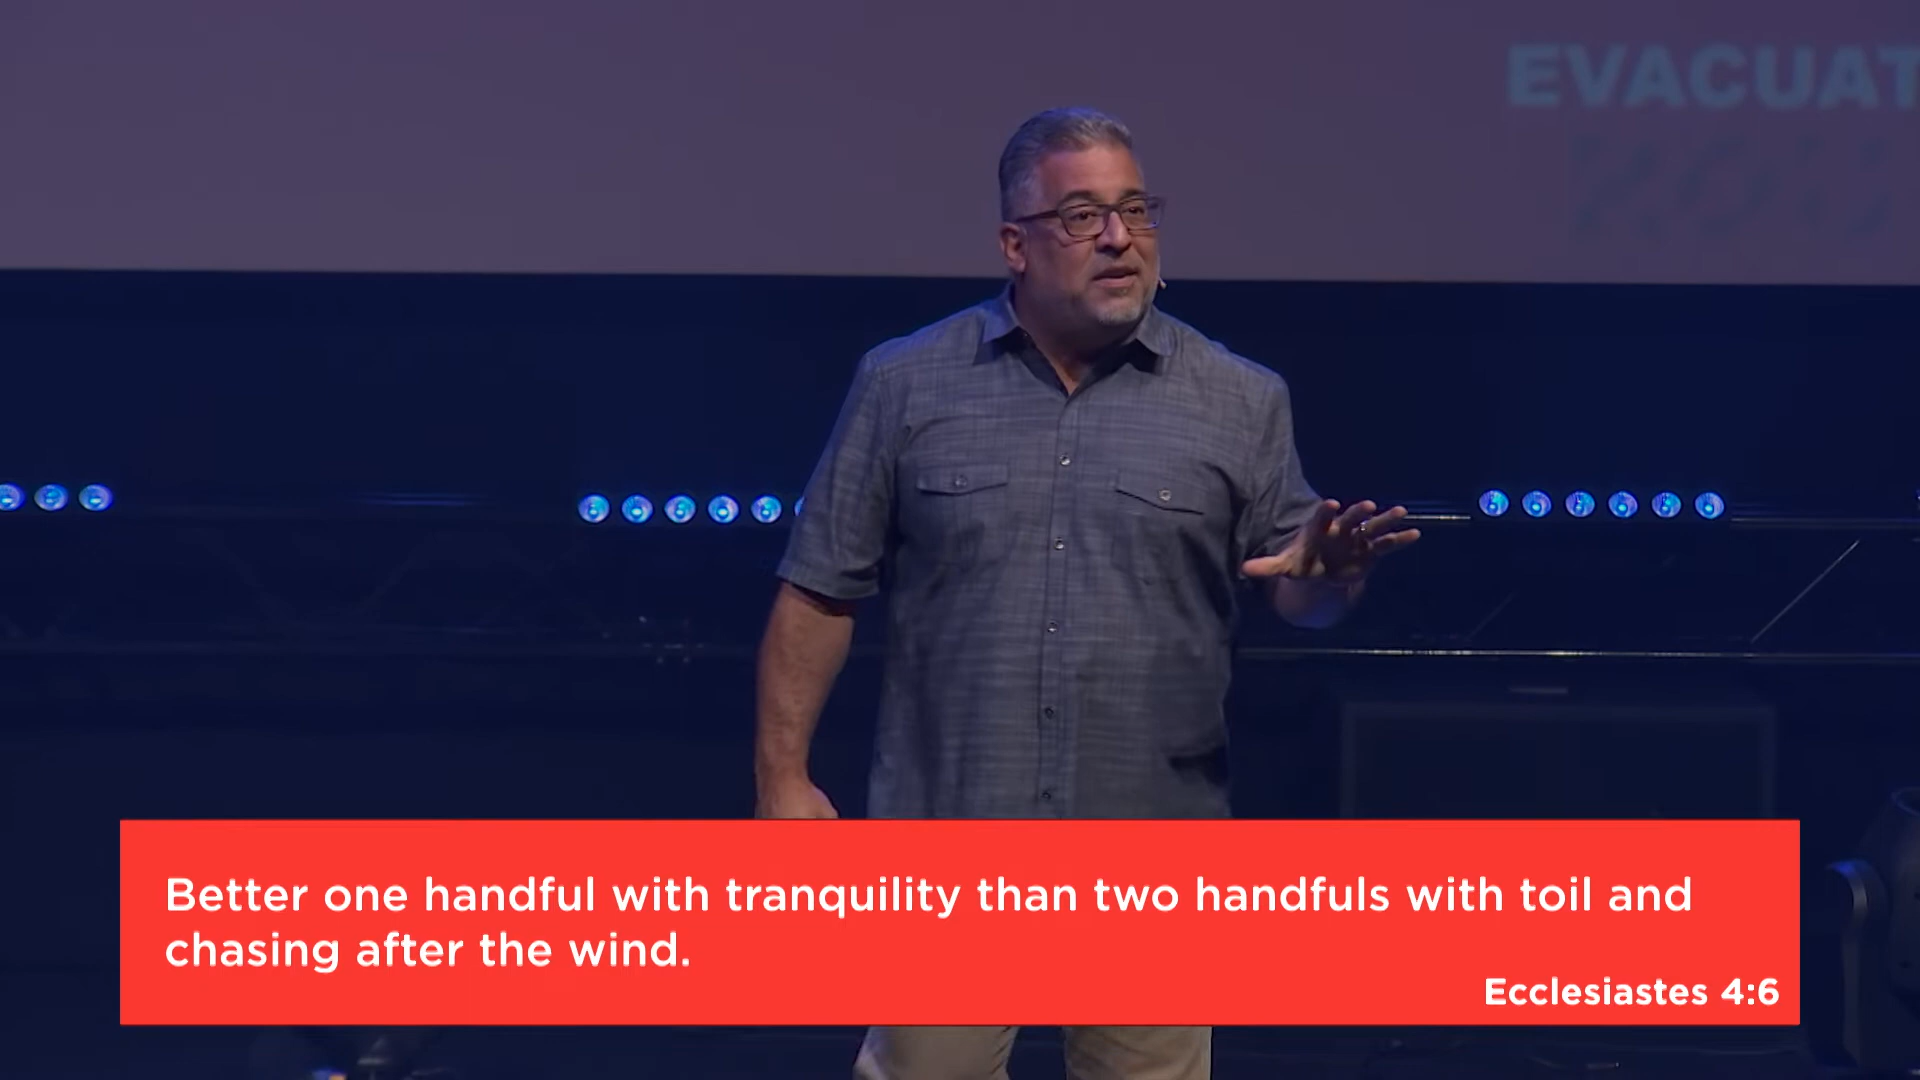 EVACUAT
Better one handful with tranquility than two handfuls with toil and
chasing after the wind.
Ecclesiastes 4:6